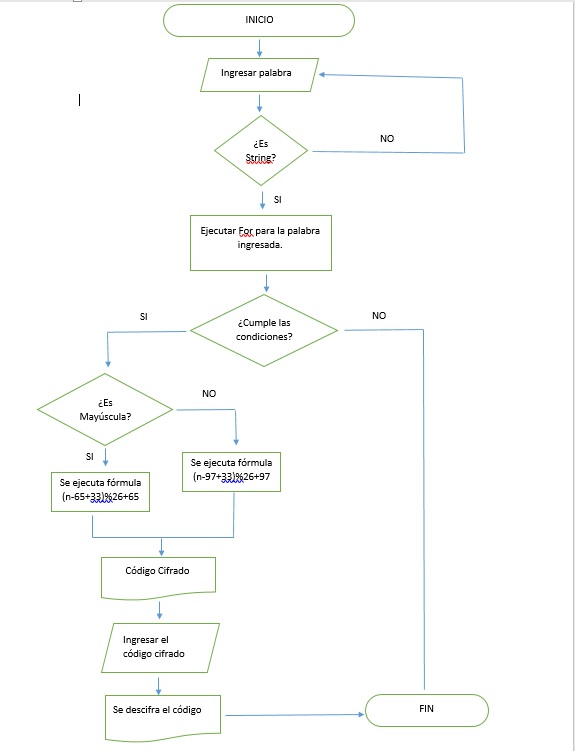 INICIO
Ingresar palabra
¿Es
String?
NO
SI
Ejecutar For para la palabra
ingresada.
¿Cumple las
condiciones?
SI
NO
¿Es
Mayúscula?
NO
SI
Se ejecuta fórmula
(n-65+33)%26+65
Se ejecuta fórmula
(n-97+33)%26+97
Código Cifrado
Ingresar el
código cifrado
Se descifra el código
FIN